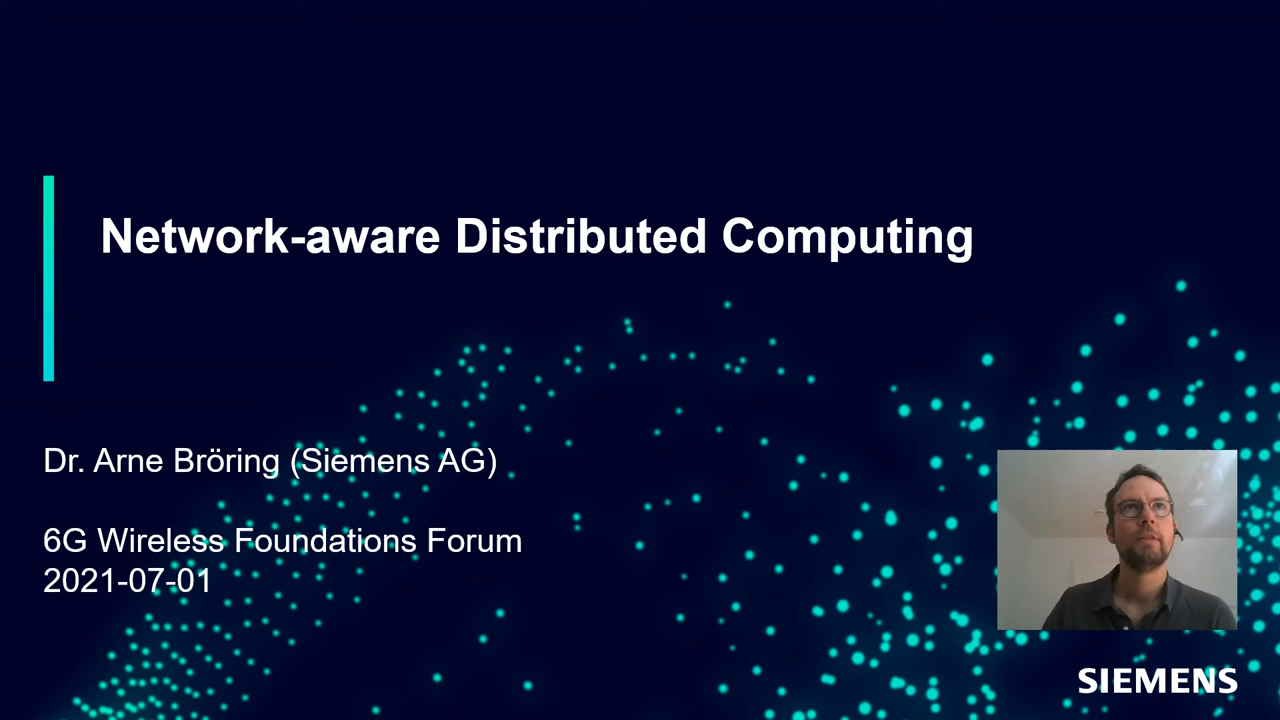 Network-aware Distributed Computing
Dr. Arne Bröring (Siemens AG)
6G Wireless Foundations Forum
2021-07-01
SIEMENS